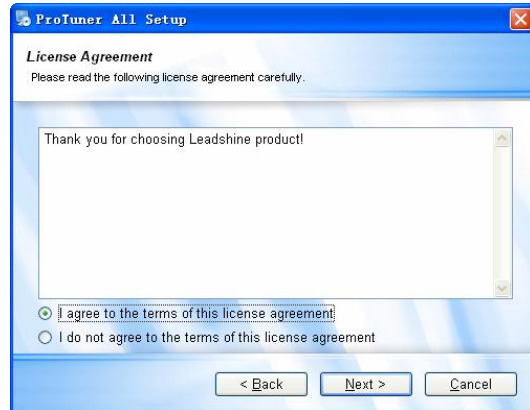 ProTuner All Setup
License Agreement
Please read the following license agreement carefully.
Thank you for choosing Leadshine product!
I agree to the terms of this license agreement
I do not agree to the terms of this license agreement
< Back
Next >
Cancel